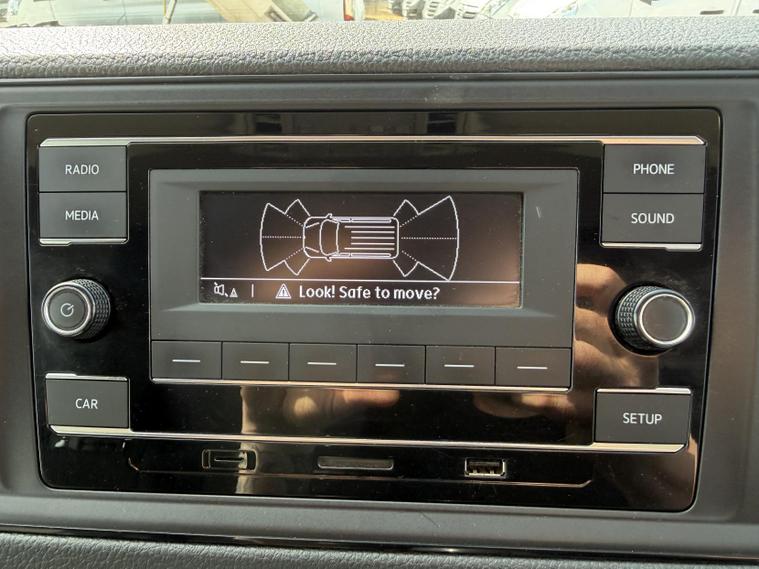 RADIO
PHONE
MEDIA
SOUND
Look! Safe to move?
CAR
SETUP